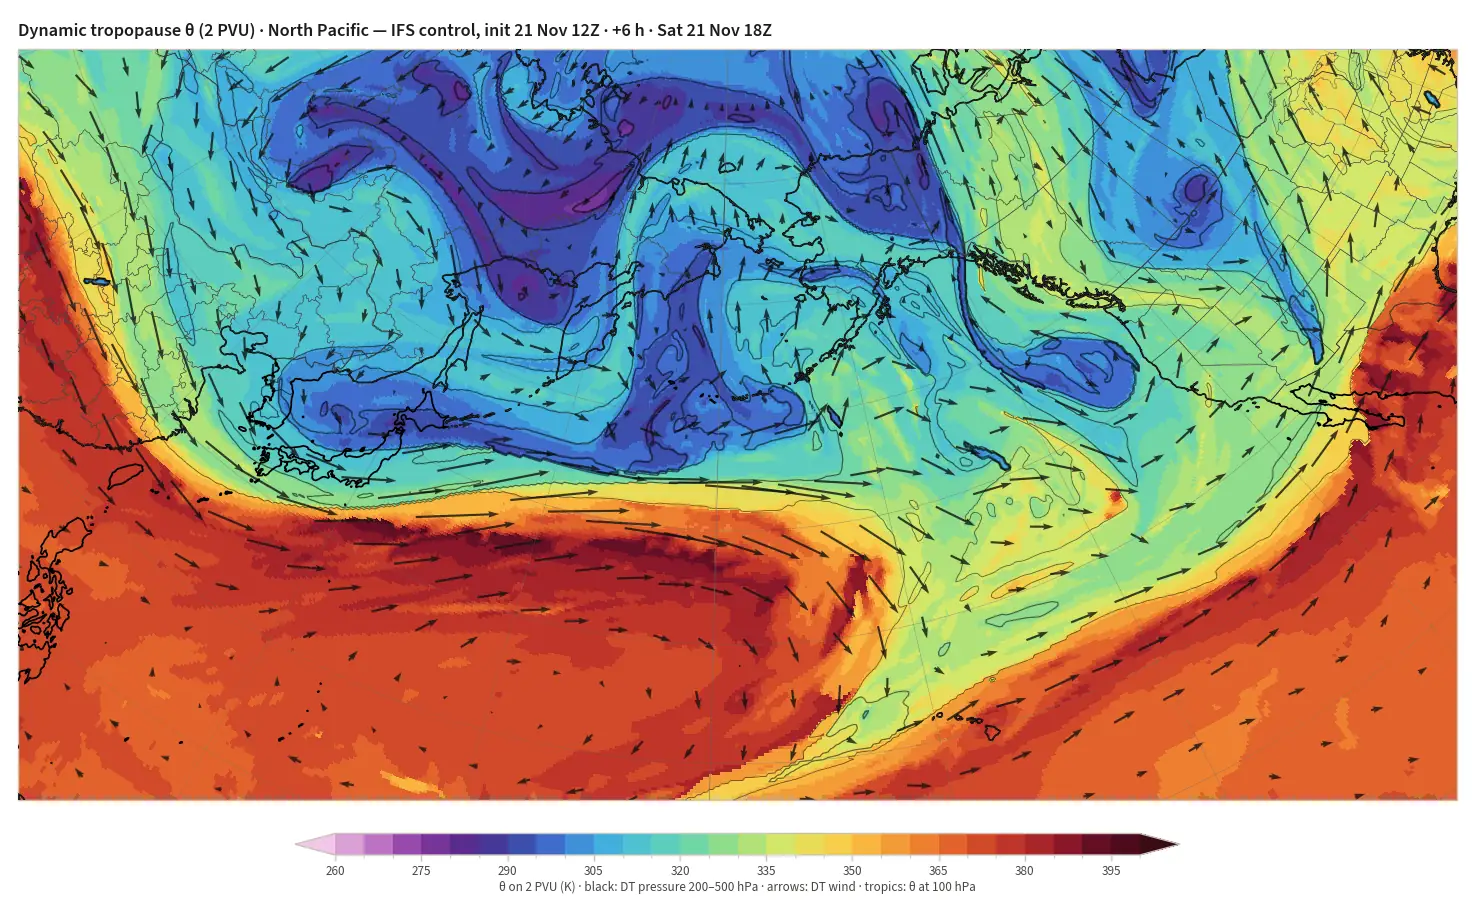 Dynamic tropopause θ (2 PVU) · North Pacific — IFS control, init 21 Nov 12Z · +6 h · Sat 21 Nov 18Z
260 275 290 305 320 335 350 365 380 395
θ on 2 PVU (K) · black: DT pressure 200–500 hPa · arrows: DT wind · tropics: θ at 100 hPa